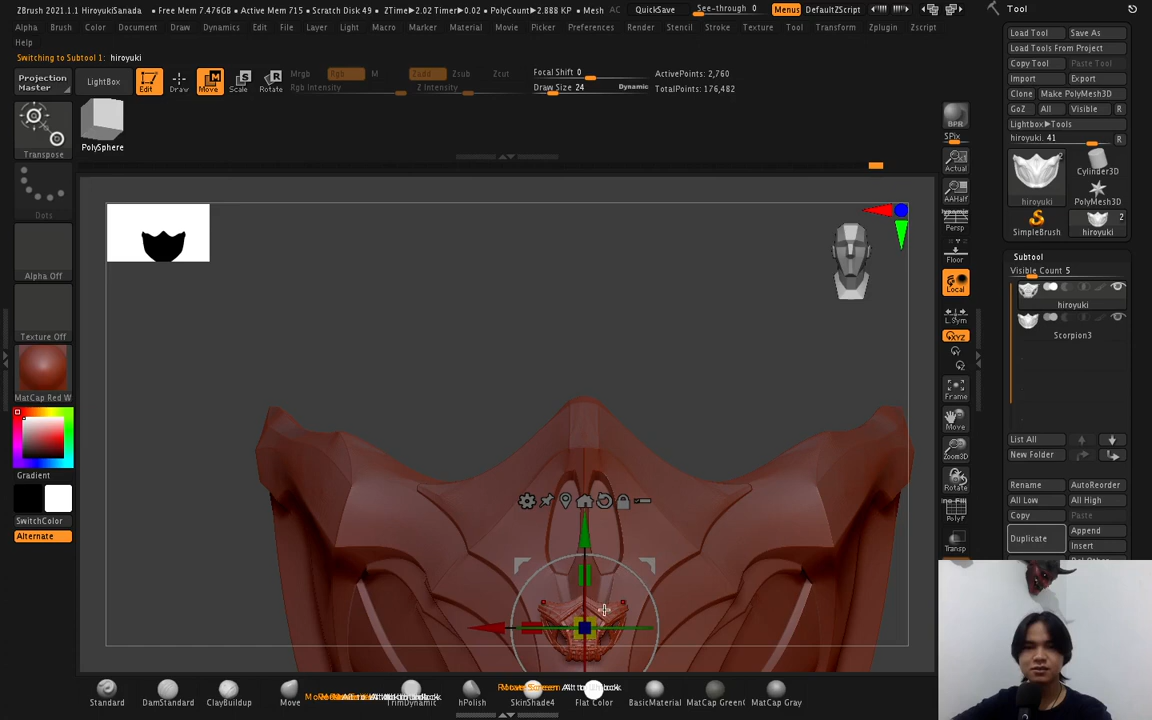 ZBrush 2021.1.1 HiroyukiSanada • Free Mem 7.476GB • Active Mem 715 • Scratch Disk 49 • ZTime▶2.02 Timer▶0.02 • PolyCount▶2.888 KP • Mesh AC QuickSave See-through 0 Menus DefaultZScript
Alpha Brush Color Document Draw Dynamics Edit File Layer Light Macro Marker Material Movie Picker Preferences Render Stencil Stroke Texture Tool Transform Zplugin Zscript
Help
Switching to Subtool 1: hiroyuki
Projection Master
LightBox
Edit
Draw
Move
Scale
Rotate
Mrgb Rgb M Zadd Zsub Zcut
Rgb Intensity Z Intensity
Focal Shift 0
Draw Size 24 Dynamic
ActivePoints: 2,760
TotalPoints: 176,482
Transpose
PolySphere
Dots
Alpha Off
Texture Off
MatCap Red W
Gradient
SwitchColor
Alternate
BPR
SPix
Actual
AAHalf
Dynamic
Persp
Floor
Local
L.Sym
XYZ
Frame
Move
Zoom3D
Rotate
PolyF
Transp
Tool
Load Tool Save As
Load Tools From Project
Copy Tool Paste Tool
Import Export
Clone Make PolyMesh3D
GoZ All Visible R
Lightbox▶Tools
hiroyuki. 41 R
hiroyuki
Cylinder3D
PolyMesh3D
SimpleBrush
2
hiroyuki
Subtool
Visible Count 5
hiroyuki
Scorpion3
List All
New Folder
Rename AutoReorder
All Low All High
Copy Paste
Duplicate
Append
Insert
Standard
DamStandard
ClayBuildup
Move
TrimDynamic
hPolish
SkinShade4
Flat Color
BasicMaterial
MatCap GreenC
MatCap Gray